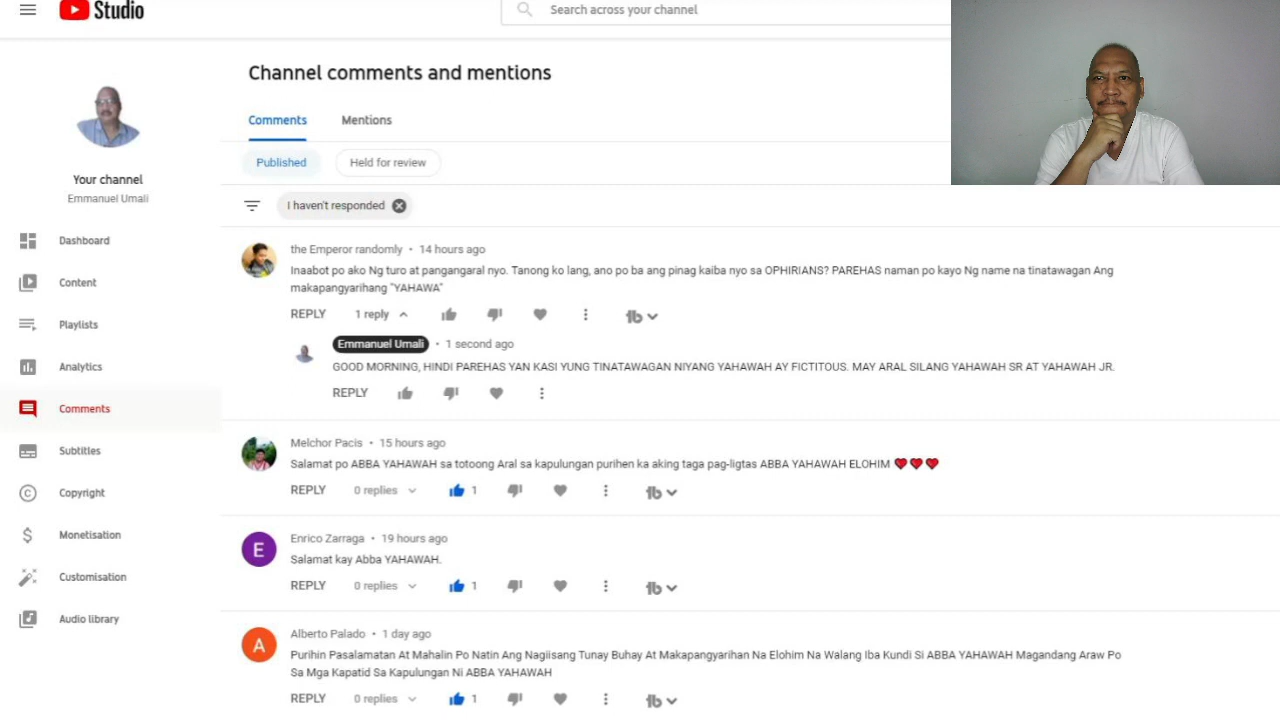 Studio
Search across your channel
Channel comments and mentions
Comments
Mentions
Published
Held for review
I haven't responded
Your channel
Emmanuel Umali
Dashboard
Content
Playlists
Analytics
Comments
Subtitles
Copyright
Monetisation
Customisation
Audio library
the Emperor randomly • 14 hours ago
Inaabot po ako Ng turo at pangangaral nyo. Tanong ko lang, ano po ba ang pinag kaiba nyo sa OPHIRIANS? PAREHAS naman po kayo Ng name na tinatawagan Ang
makapangyarihang "YAHAWA"
REPLY 1 reply
Emmanuel Umali • 1 second ago
GOOD MORNING, HINDI PAREHAS YAN KASI YUNG TINATAWAGAN NIYANG YAHAWAH AY FICTITOUS. MAY ARAL SILANG YAHAWAH SR AT YAHAWAH JR.
REPLY
Melchor Pacis • 15 hours ago
Salamat po ABBA YAHAWAH sa totoong Aral sa kapulungan purihen ka aking taga pag-ligtas ABBA YAHAWAH ELOHIM
REPLY 0 replies 1
Enrico Zarraga • 19 hours ago
Salamat kay Abba YAHAWAH.
REPLY 0 replies 1
E
Alberto Palado • 1 day ago
Purihin Pasalamatan At Mahalin Po Natin Ang Nagiisang Tunay Buhay At Makapangyarihan Na Elohim Na Walang Iba Kundi Si ABBA YAHAWAH Magandang Araw Po
Sa Mga Kapatid Sa Kapulungan Ni ABBA YAHAWAH
REPLY 0 replies 1
A